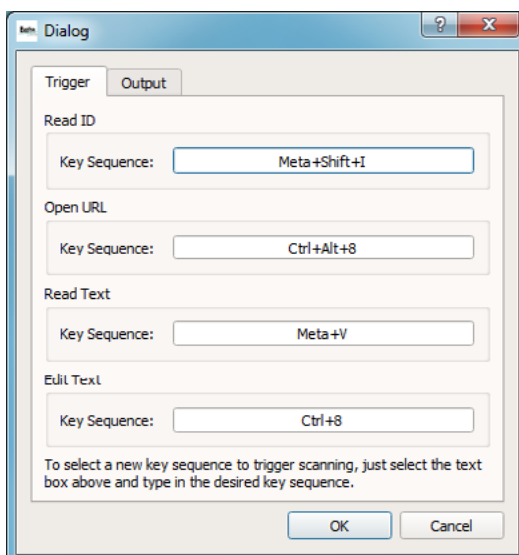 Dialog
Trigger Output
Read ID
Key Sequence: Meta+Shift+I
Open URL
Key Sequence: Ctrl+Alt+8
Read Text
Key Sequence: Meta+V
Edit Text
Key Sequence: Ctrl+8
To select a new key sequence to trigger scanning, just select the text
box above and type in the desired key sequence.
OK Cancel